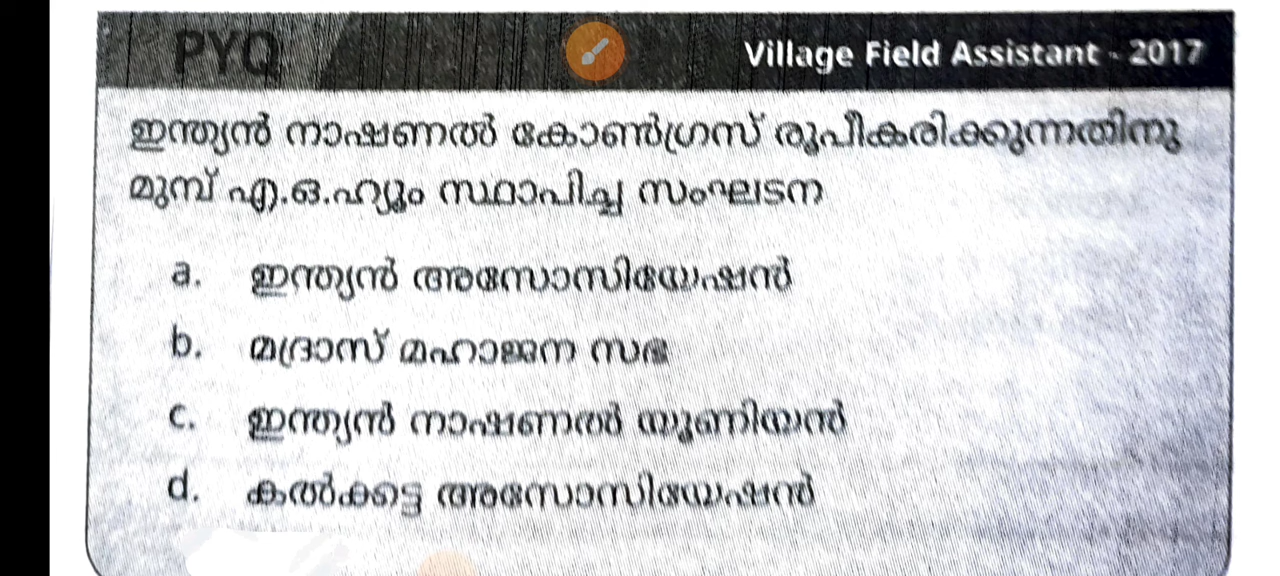 PYQ
Village Field Assistant - 2017
ഇന്ത്യൻ നാഷണൽ കോൺഗ്രസ് രൂപീകരിക്കുന്നതിനു
മുമ്പ് എ.ഒ.ഹ്യൂം സ്ഥാപിച്ച സംഘടന
a. ഇന്ത്യൻ അസോസിയേഷൻ
b. മദ്രാസ് മഹാജന സഭ
c. ഇന്ത്യൻ നാഷണൽ യൂണിയൻ
d. കൽക്കട്ട അസോസിയേഷൻ